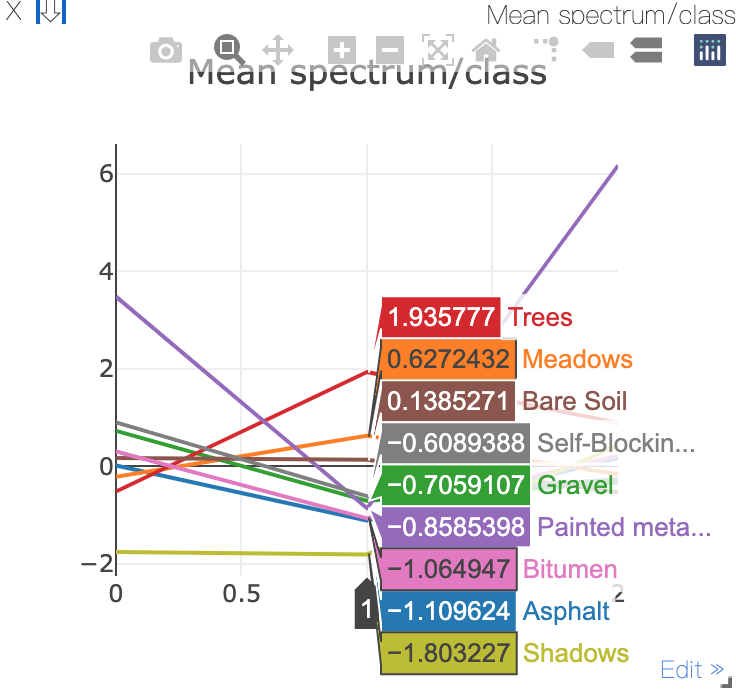 X
Mean spectrum/class
Mean spectrum/class
6
4
2
0
−2
0
0.5
1
2
1.935777 Trees
0.6272432 Meadows
0.1385271 Bare Soil
−0.6089388 Self-Blockin...
−0.7059107 Gravel
−0.8585398 Painted meta...
−1.064947 Bitumen
−1.109624 Asphalt
−1.803227 Shadows
Edit »